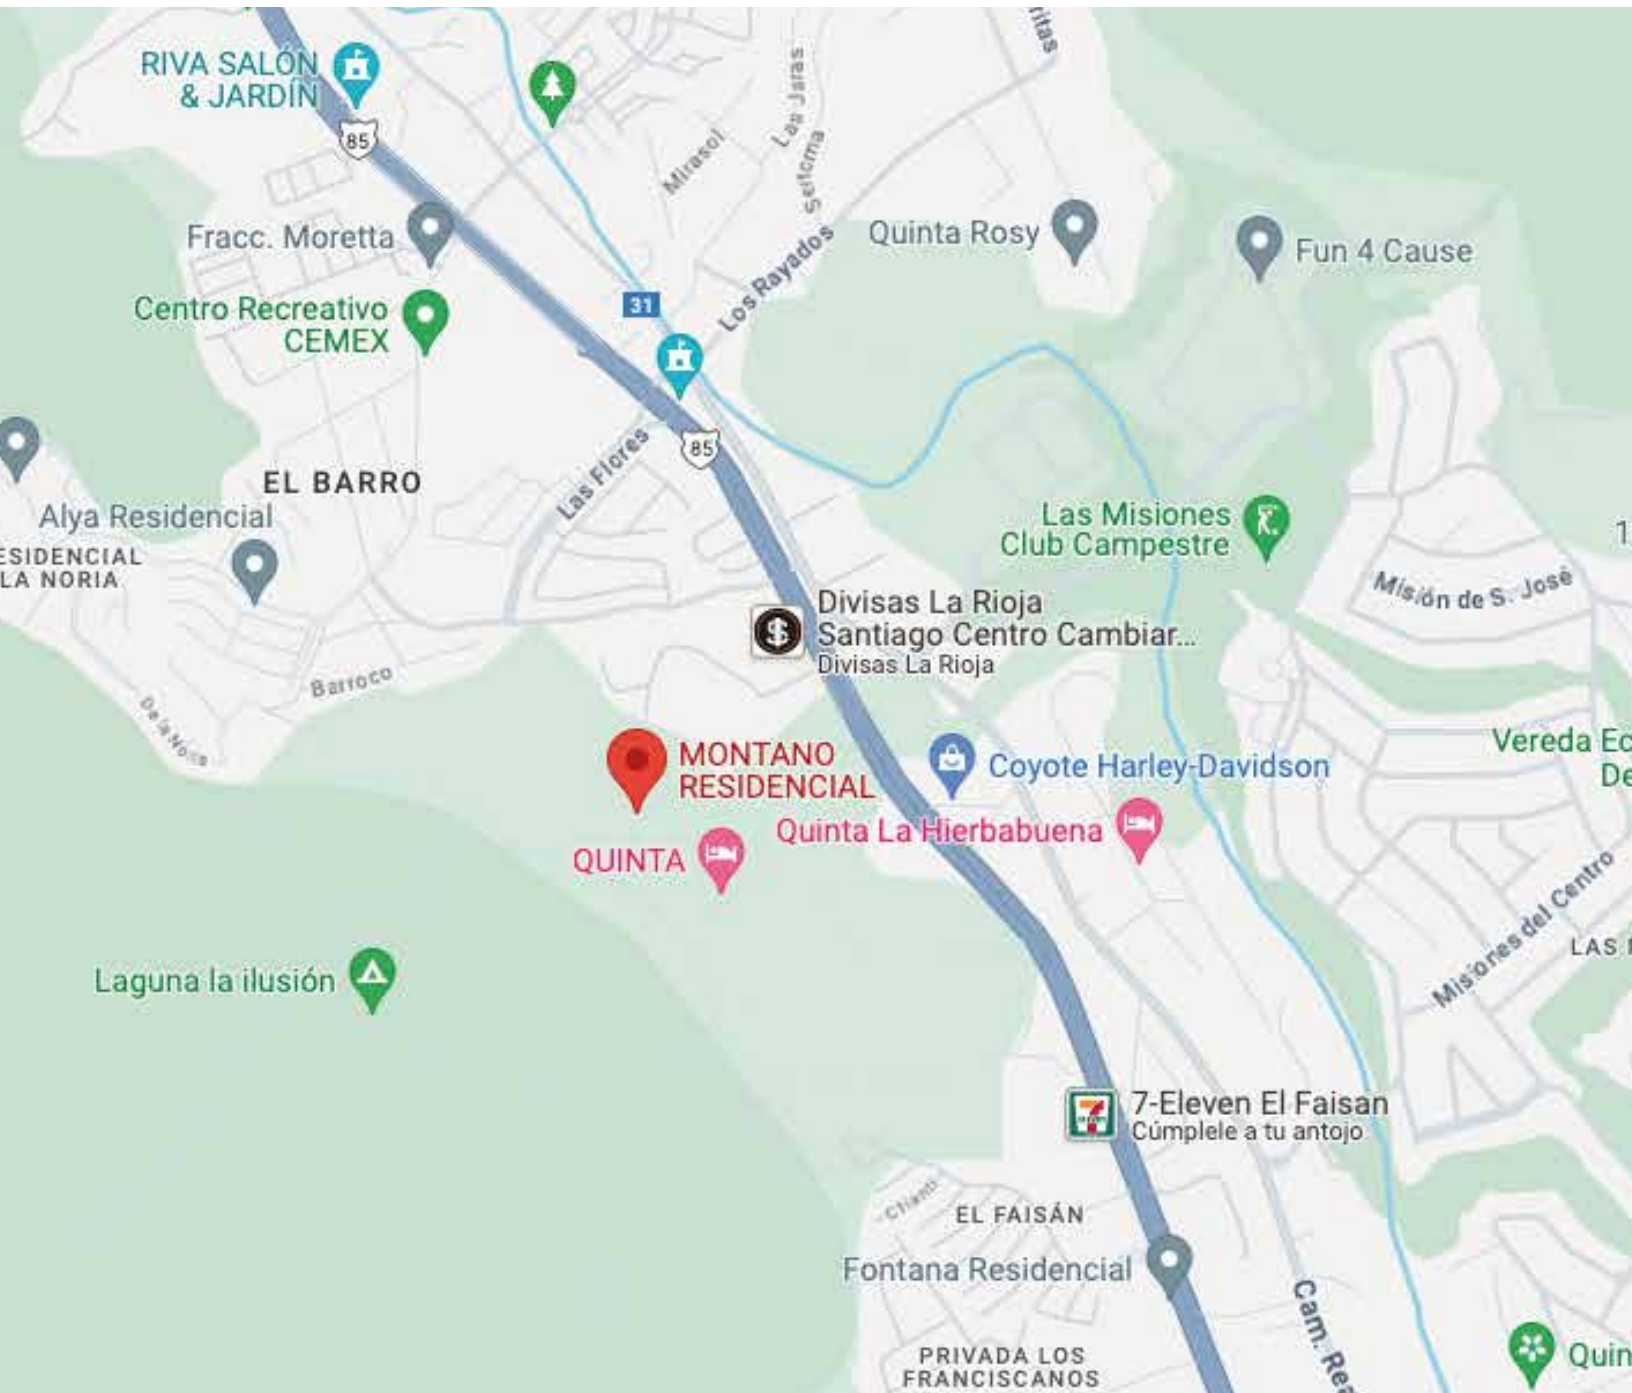 ritas
RIVA SALÓN
& JARDÍN
85
Las Jaras
Mirasol
Fracc. Moretta
Quinta Rosy
Fun 4 Cause
Los Rayados
31
Centro Recreativo
CEMEX
85
Las Flores
EL BARRO
Alya Residencial
ESIDENCIAL
LA NORIA
Las Misiones
Club Campestre
1
Misión de S. José
Divisas La Rioja
Santiago Centro Cambiar...
Divisas La Rioja
Barroco
De la Noria
MONTANO
RESIDENCIAL
Coyote Harley-Davidson
Vereda Ec
De
Quinta La Hierbabuena
QUINTA
Misiones del Centro
LAS
Laguna la ilusión
7-Eleven El Faisan
Cúmplele a tu antojo
Chianti
EL FAISÁN
Fontana Residencial
Cam. Rea
PRIVADA LOS
FRANCISCANOS
Quin